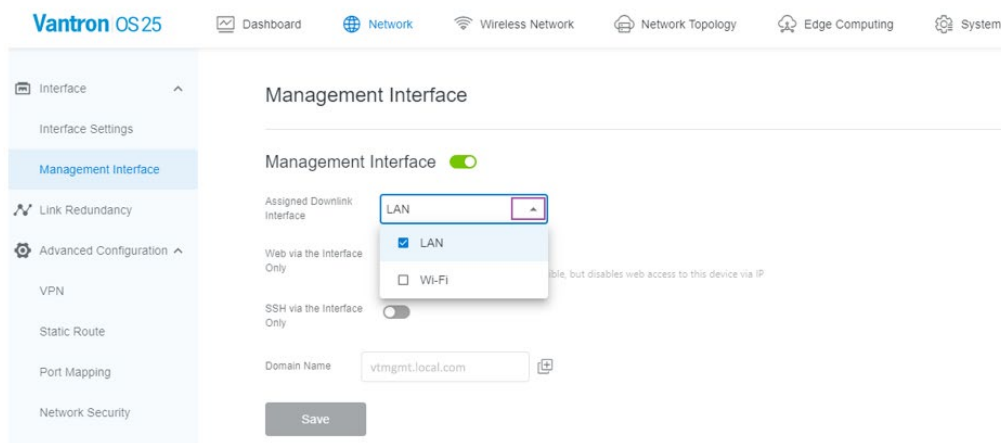 Vantron OS25
Dashboard
Network
Wireless Network
Network Topology
Edge Computing
System
Interface
Interface Settings
Management Interface
Link Redundancy
Advanced Configuration
VPN
Static Route
Port Mapping
Network Security
Management Interface
Management Interface
Assigned Downlink
Interface
LAN
LAN
Wi-Fi
Web via the Interface
Only
ible, but disables web access to this device via IP
SSH via the Interface
Only
Domain Name
vtmgmt.local.com
Save